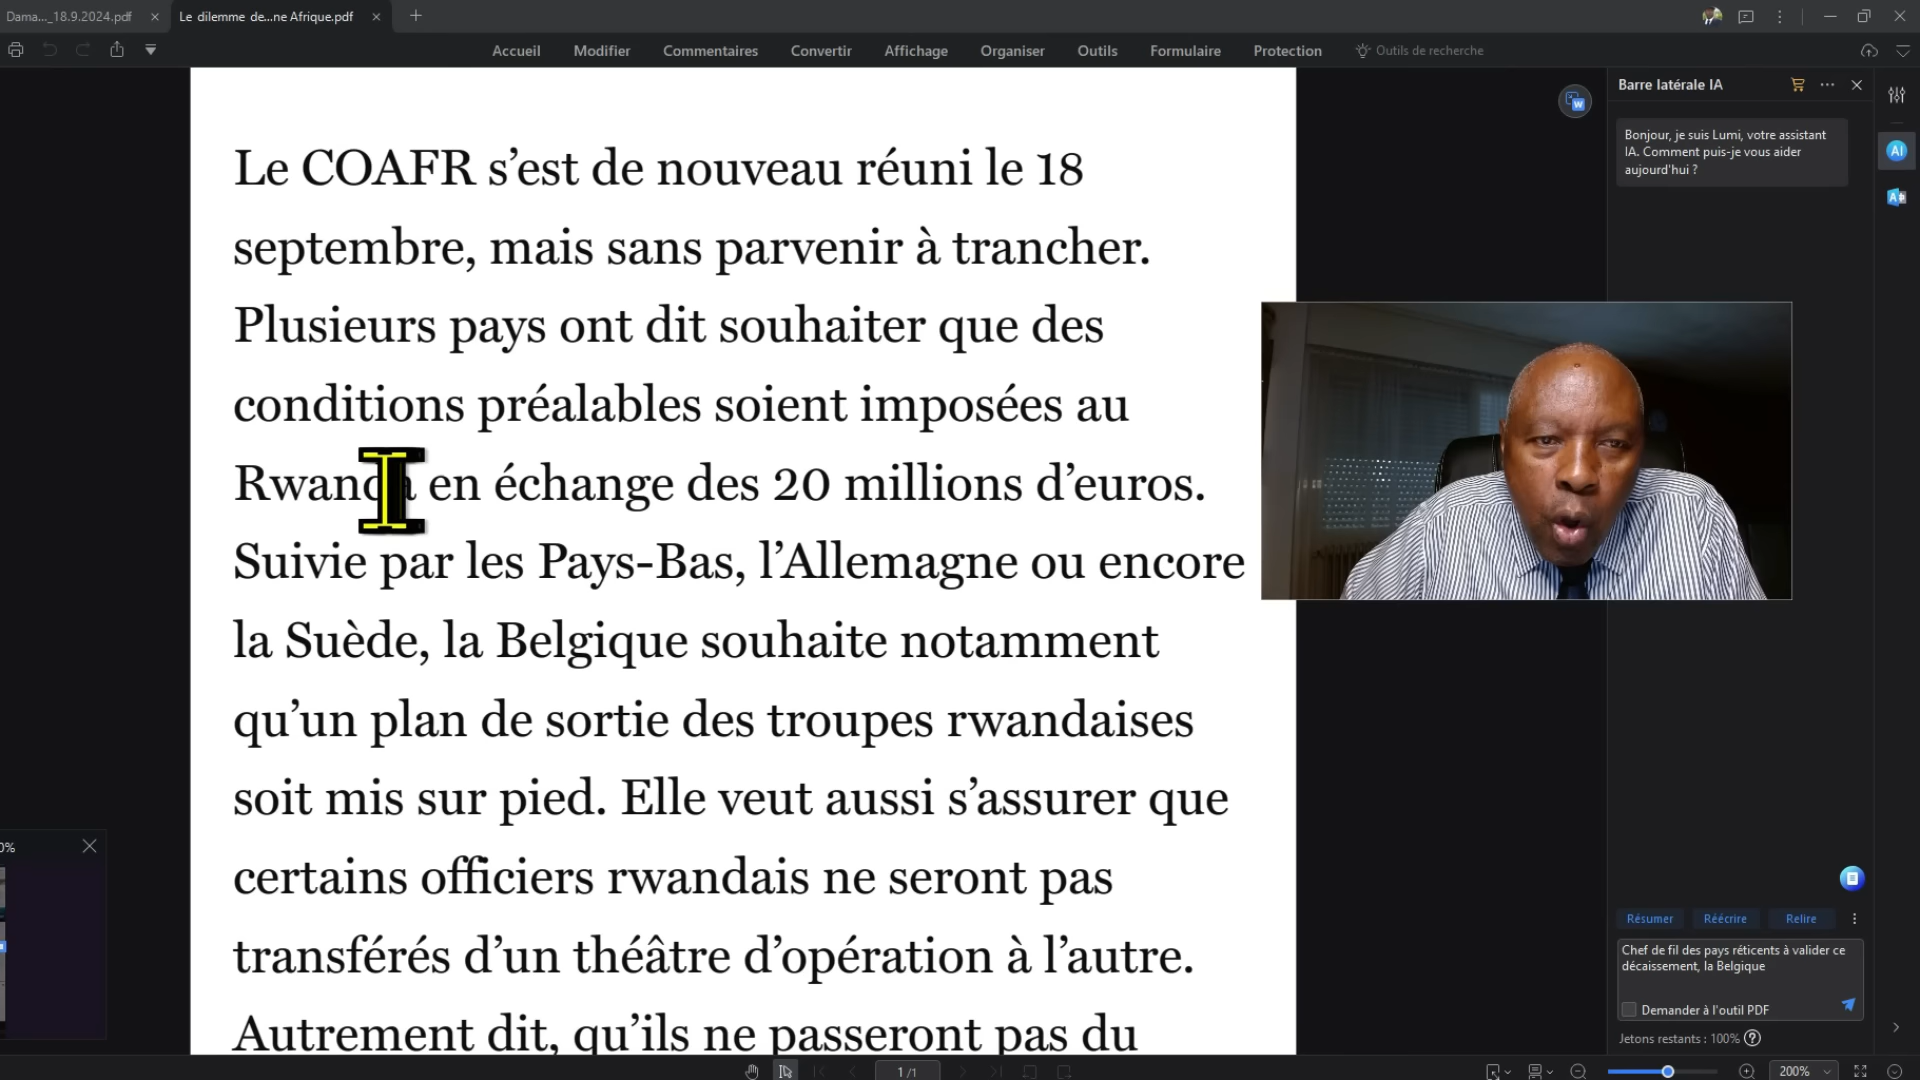 Dama..._18.9.2024.pdf
Le dilemme de...ne Afrique.pdf
Accueil
Modifier
Commentaires
Convertir
Affichage
Organiser
Outils
Formulaire
Protection
Outils de recherche
Le COAFR s’est de nouveau réuni le 18
septembre, mais sans parvenir à trancher.
Plusieurs pays ont dit souhaiter que des
conditions préalables soient imposées au
Rwanda en échange des 20 millions d’euros.
Suivie par les Pays-Bas, l’Allemagne ou encore
la Suède, la Belgique souhaite notamment
qu’un plan de sortie des troupes rwandaises
soit mis sur pied. Elle veut aussi s’assurer que
certains officiers rwandais ne seront pas
transférés d’un théâtre d’opération à l’autre.
Autrement dit, qu’ils ne passeront pas du
Barre latérale IA
Bonjour, je suis Lumi, votre assistant
IA. Comment puis-je vous aider
aujourd'hui ?
AI
Résumer
Réécrire
Relire
Chef de fil des pays réticents à valider ce
décaissement, la Belgique
Demander à l'outil PDF
Jetons restants : 100%
0%
1/1
200%